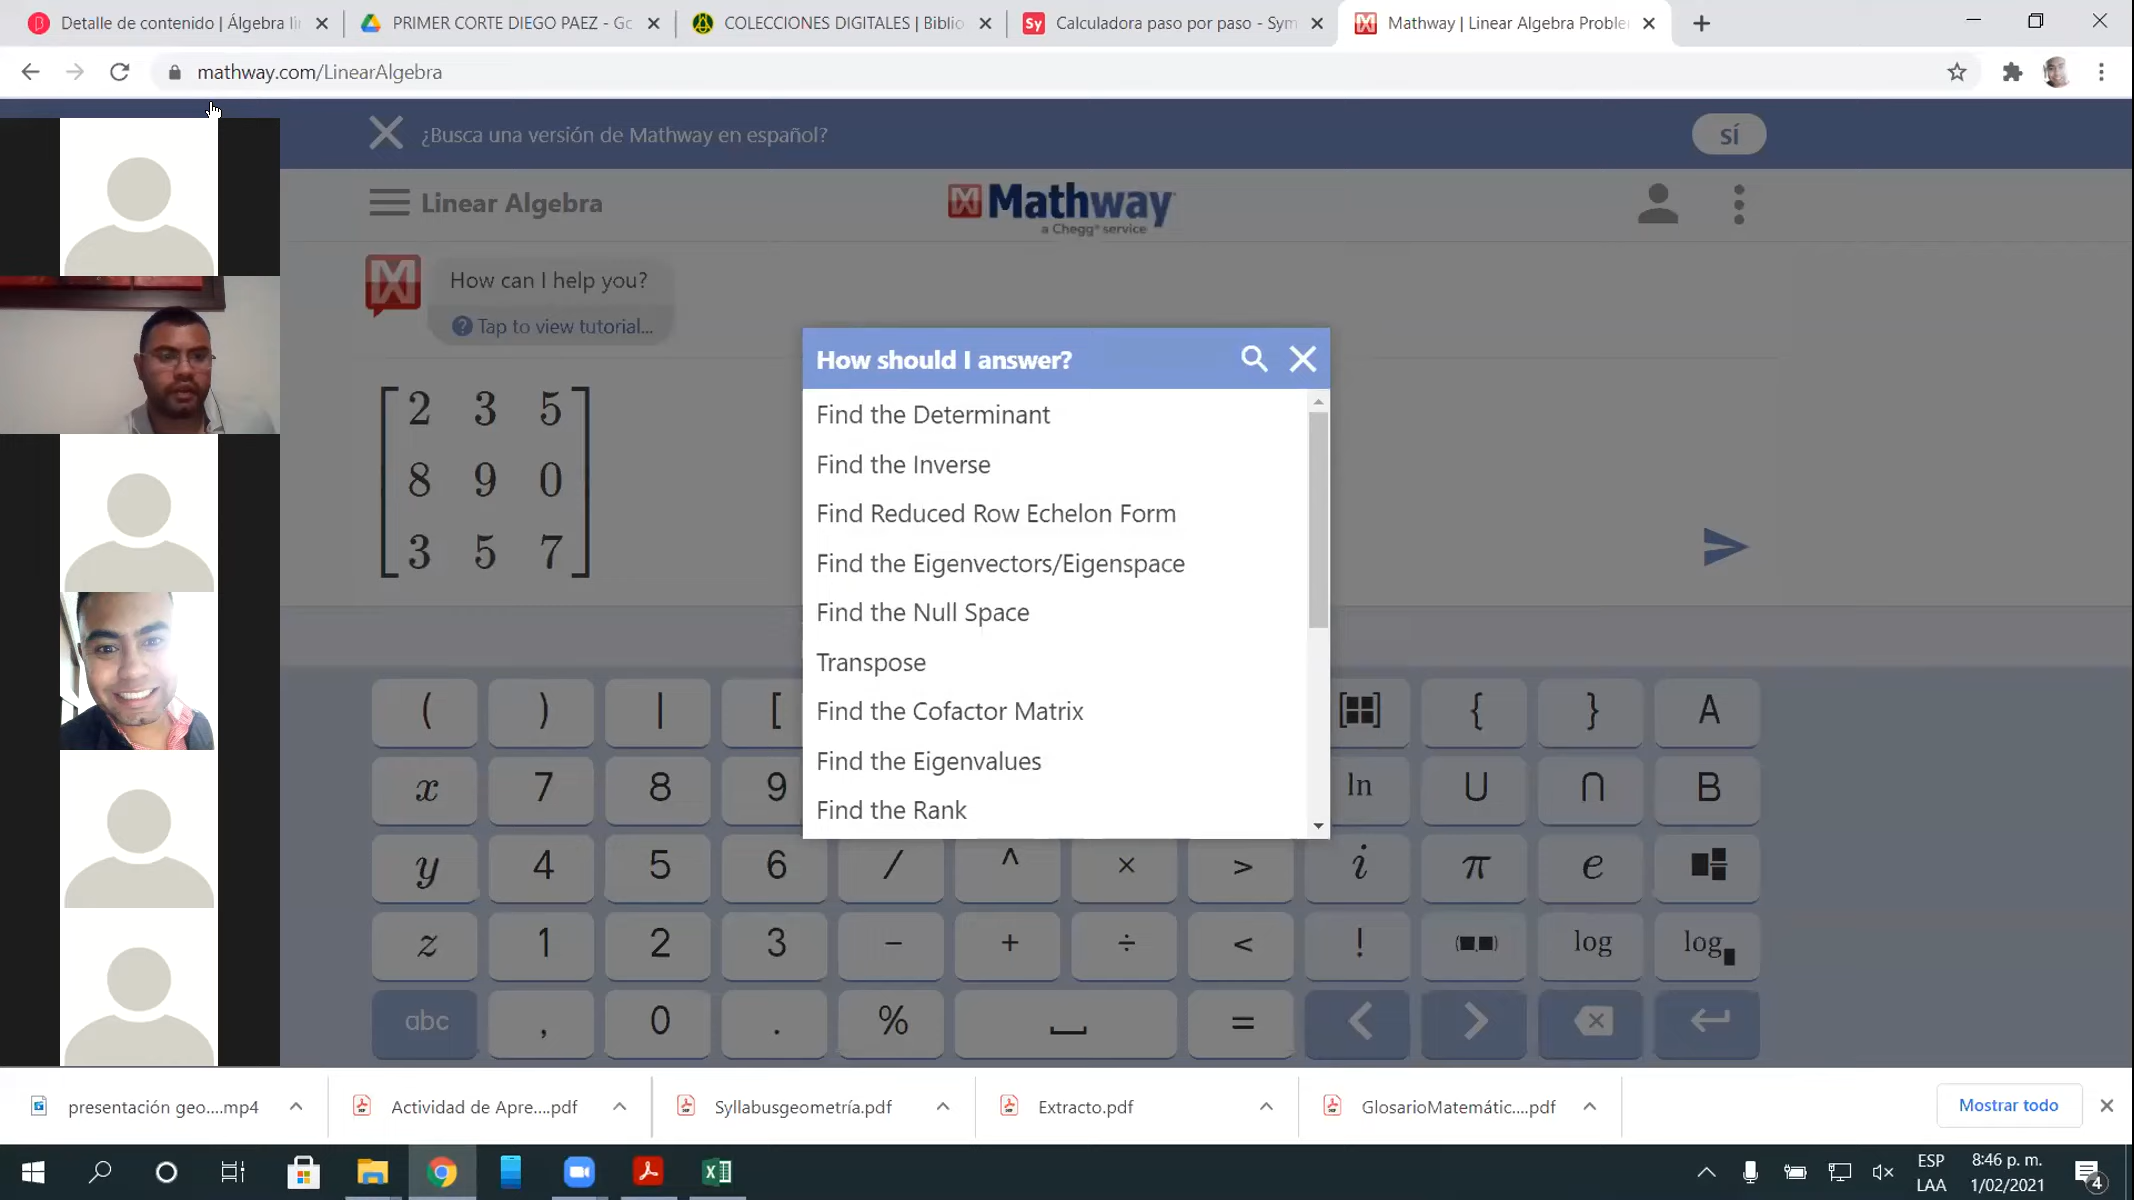 Detalle de contenido | Álgebra li
PRIMER CORTE DIEGO PAEZ - Go
COLECCIONES DIGITALES | Biblio
Sy
Calculadora paso por paso - Sym
Mathway | Linear Algebra Proble
mathway.com/LinearAlgebra
¿Busca una versión de Mathway en español?
SÍ
Linear Algebra
Mathway
a Chegg® service
How can I help you?
Tap to view tutorial...
2 3 5
8 9 0
3 5 7
How should I answer?
Find the Determinant
Find the Inverse
Find Reduced Row Echelon Form
Find the Eigenvectors/Eigenspace
Find the Null Space
Transpose
Find the Cofactor Matrix
Find the Eigenvalues
Find the Rank
( ) | [ { } A
x 7 8 9 ln U ∩ B
y 4 5 6 / ^ × > i π e
z 1 2 3 − + ÷ < ! log log
abc , 0 . % =
presentación geo....mp4
Actividad de Apre....pdf
Syllabusgeometría.pdf
Extracto.pdf
GlosarioMatemátic....pdf
Mostrar todo
ESP
LAA
8:46 p. m.
1/02/2021
4